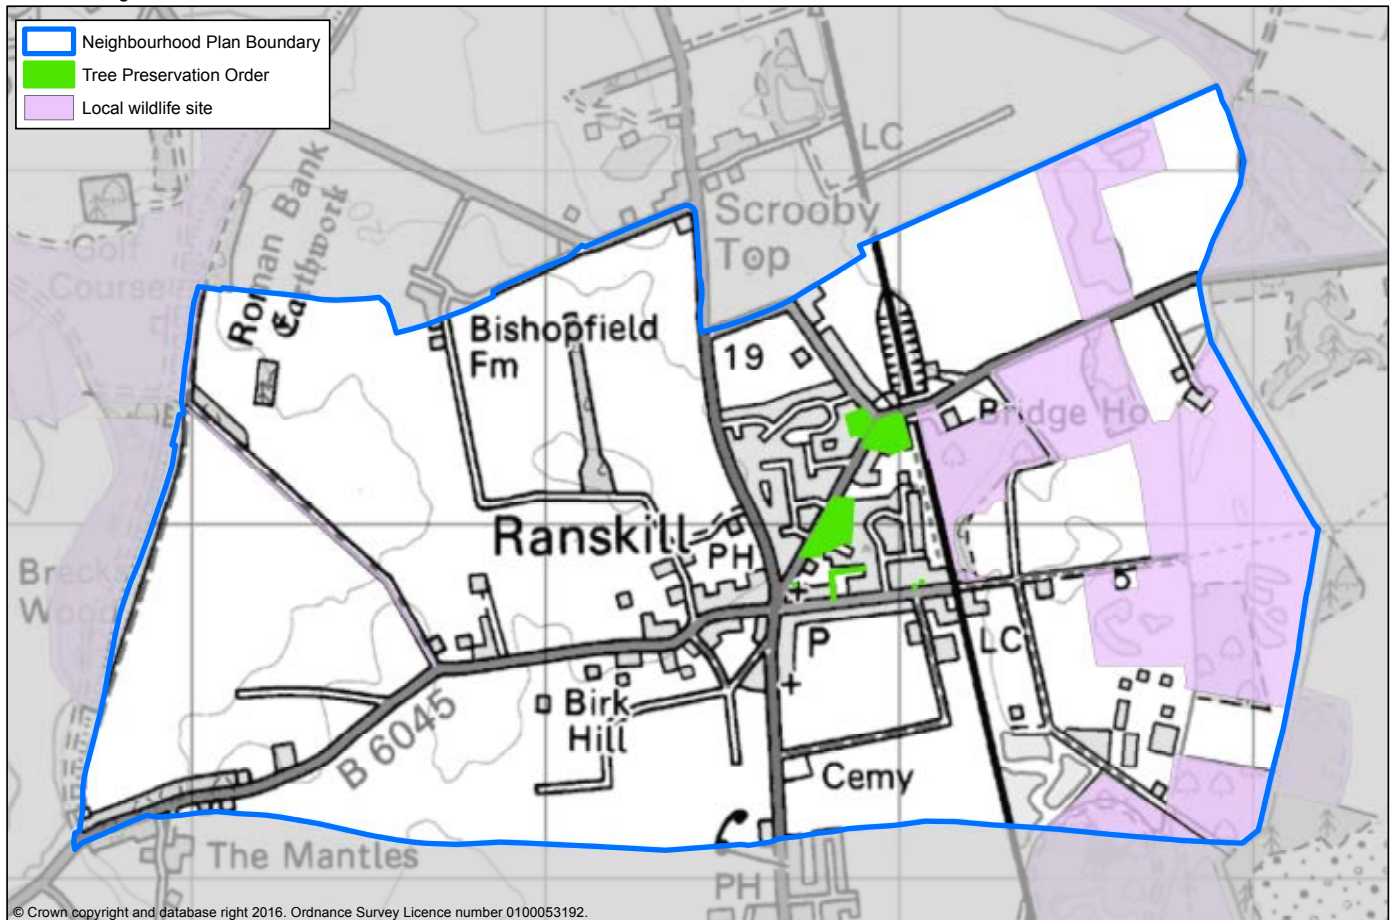 Neighbourhood Plan Boundary
Tree Preservation Order
Local wildlife site
LC
Roman Bank
Earthwork
Scrooby
Top
Golf
Course
Bishopfield
Fm
19
Bridge Ho
Ranskill
PH
Brecks
Wood
P
LC
Birk
Hill
B 6045
Cemy
The Mantles
PH
© Crown copyright and database right 2016. Ordnance Survey Licence number 0100053192.